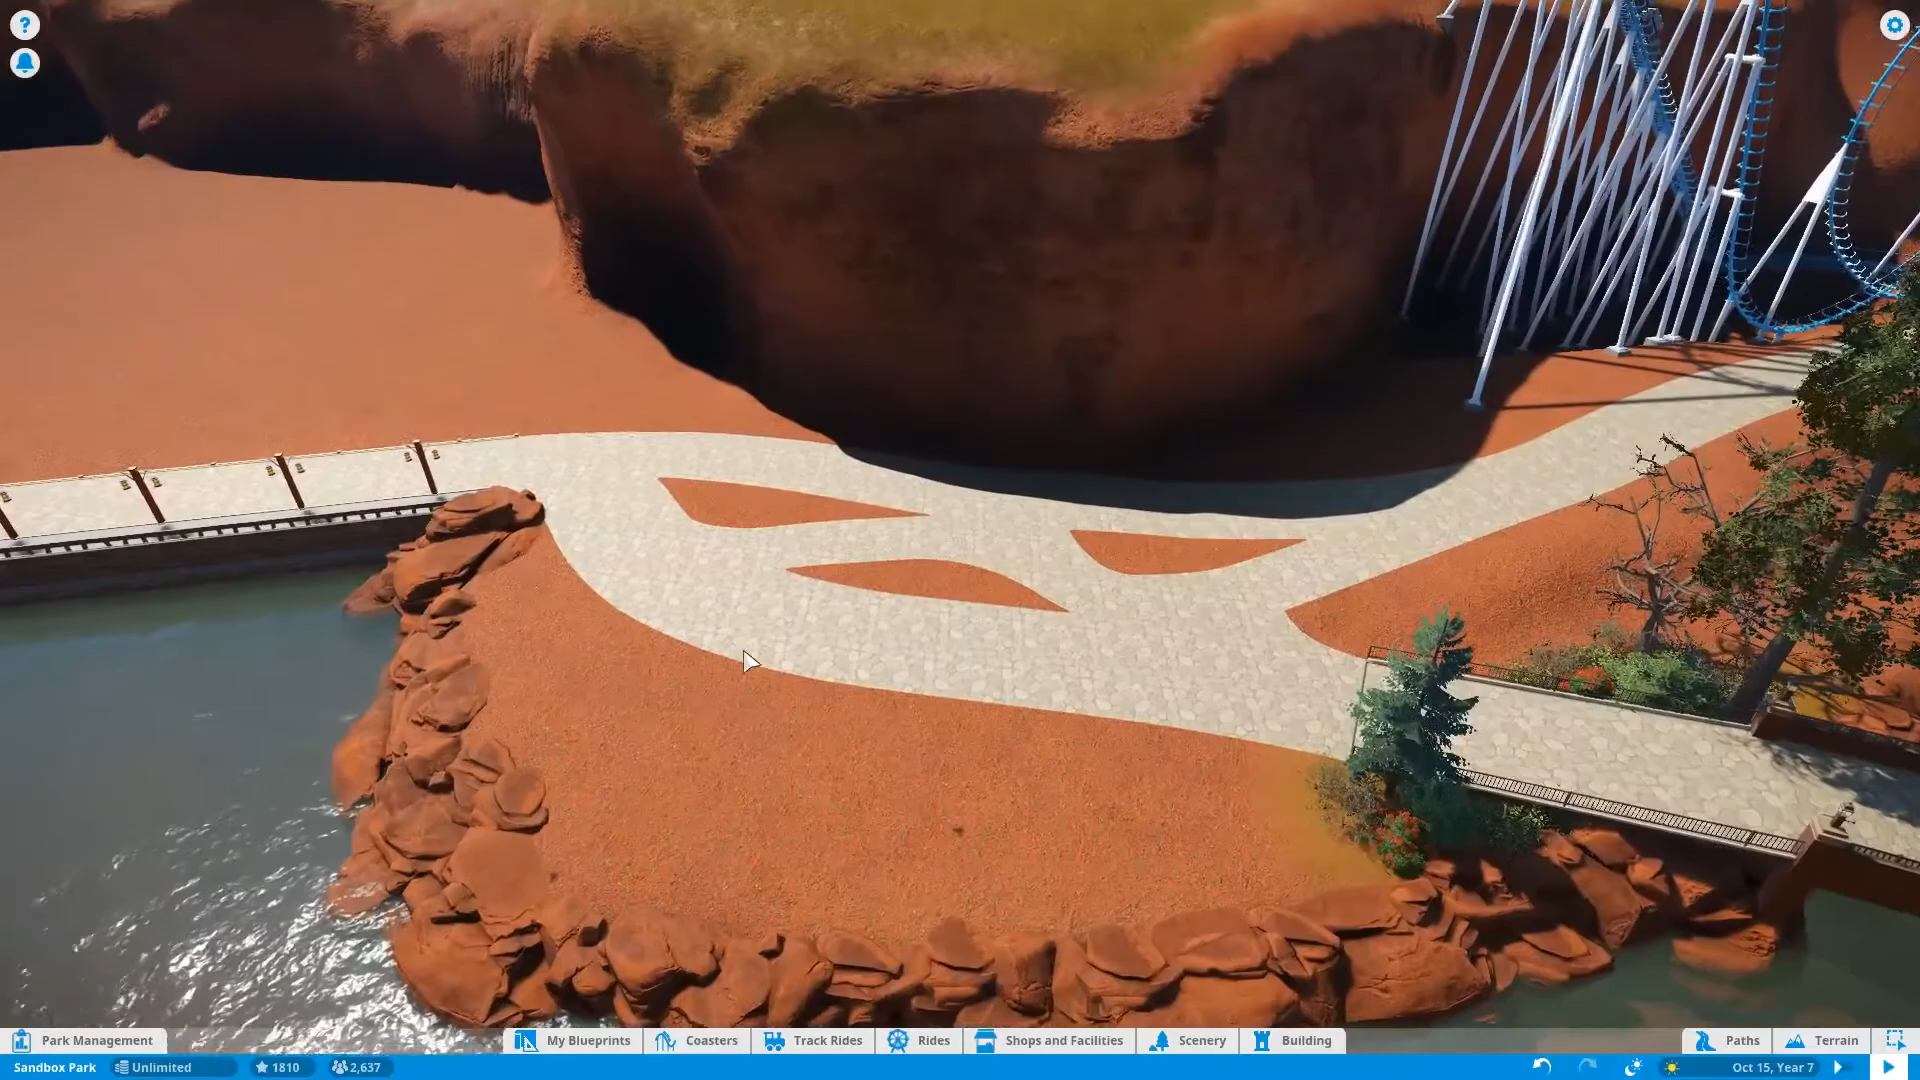 ?
Park Management
My Blueprints
Coasters
Track Rides
Rides
Shops and Facilities
Scenery
Building
Paths
Terrain
Sandbox Park
Unlimited
1810
2,637
Oct 15, Year 7